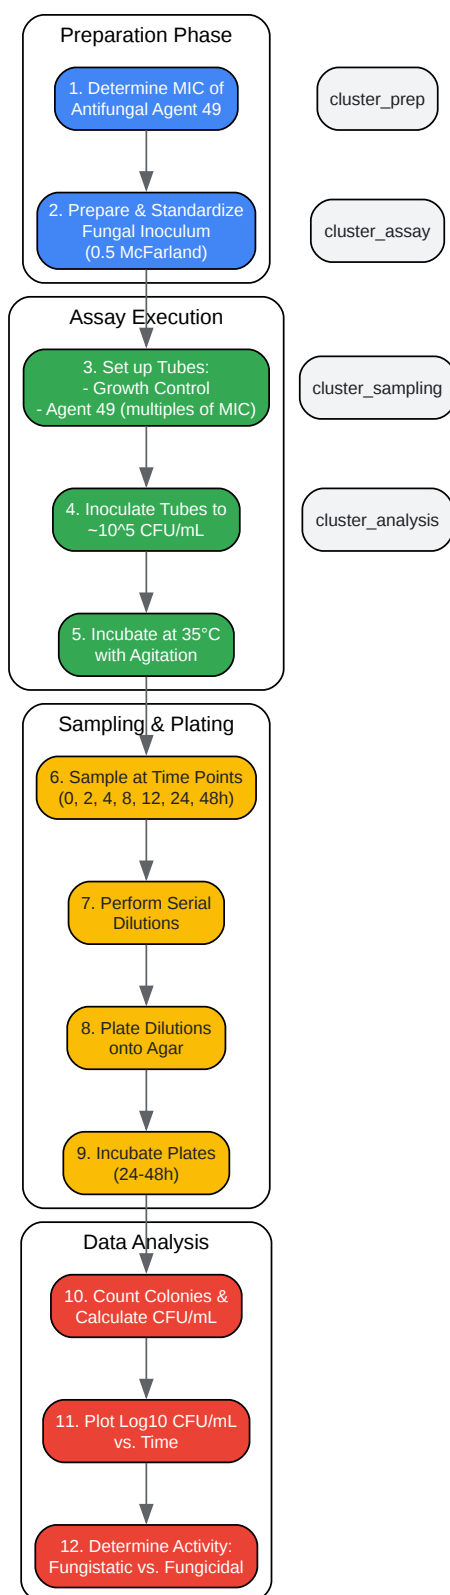 Preparation Phase
1. Determine MIC of
Antifungal Agent 49
cluster_prep
2. Prepare & Standardize
Fungal Inoculum
(0.5 McFarland)
cluster_assay
Assay Execution
3. Set up Tubes:
- Growth Control
- Agent 49 (multiples of MIC)
cluster_sampling
4. Inoculate Tubes to
~10^5 CFU/mL
cluster_analysis
5. Incubate at 35°C
with Agitation
Sampling & Plating
6. Sample at Time Points
(0, 2, 4, 8, 12, 24, 48h)
7. Perform Serial
Dilutions
8. Plate Dilutions
onto Agar
9. Incubate Plates
(24-48h)
Data Analysis
10. Count Colonies &
Calculate CFU/mL
11. Plot Log10 CFU/mL
vs. Time
12. Determine Activity:
Fungistatic vs. Fungicidal